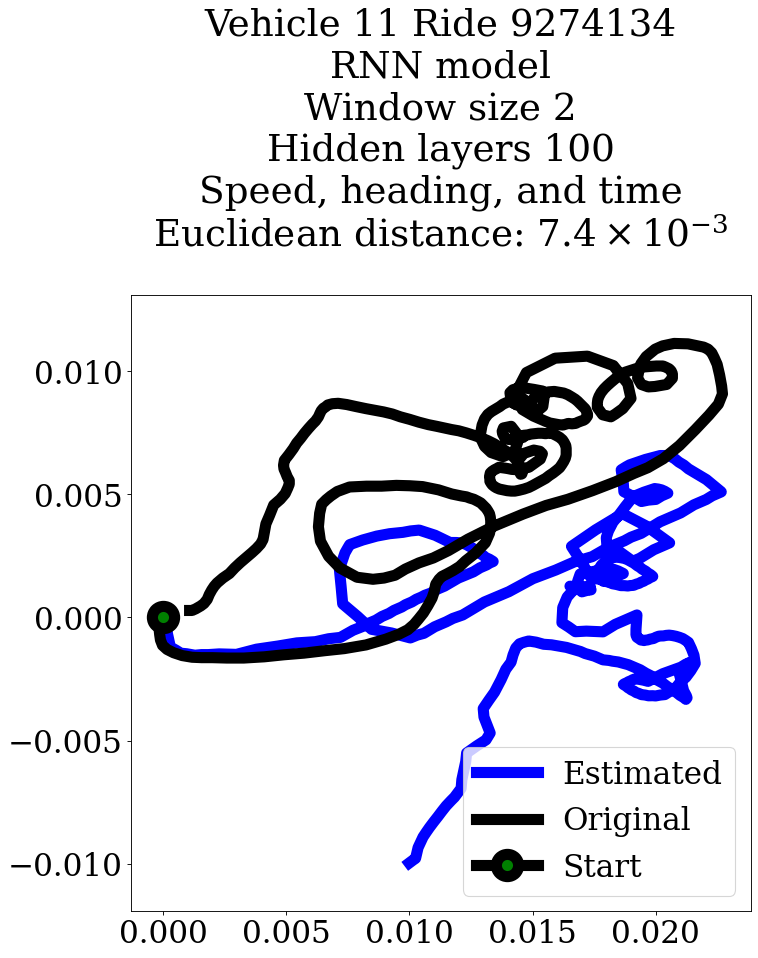 Vehicle 11 Ride 9274134
RNN model
Window size 2
Hidden layers 100
Speed, heading, and time
Euclidean distance: 7.4 × 10⁻³
0.010
0.005
0.000
−0.005
−0.010
Estimated
Original
Start
0.000 0.005 0.010 0.015 0.020